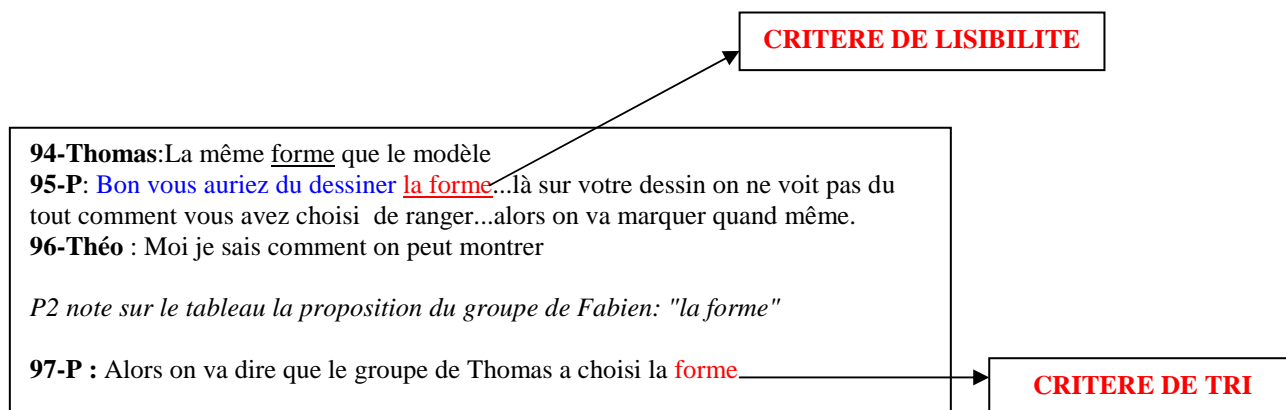 CRITERE DE LISIBILITE
94-Thomas:La même forme que le modèle
95-P: Bon vous auriez du dessiner la forme...là sur votre dessin on ne voit pas du
tout comment vous avez choisi de ranger...alors on va marquer quand même.
96-Théo : Moi je sais comment on peut montrer
P2 note sur le tableau la proposition du groupe de Fabien: "la forme"
97-P : Alors on va dire que le groupe de Thomas a choisi la forme
CRITERE DE TRI